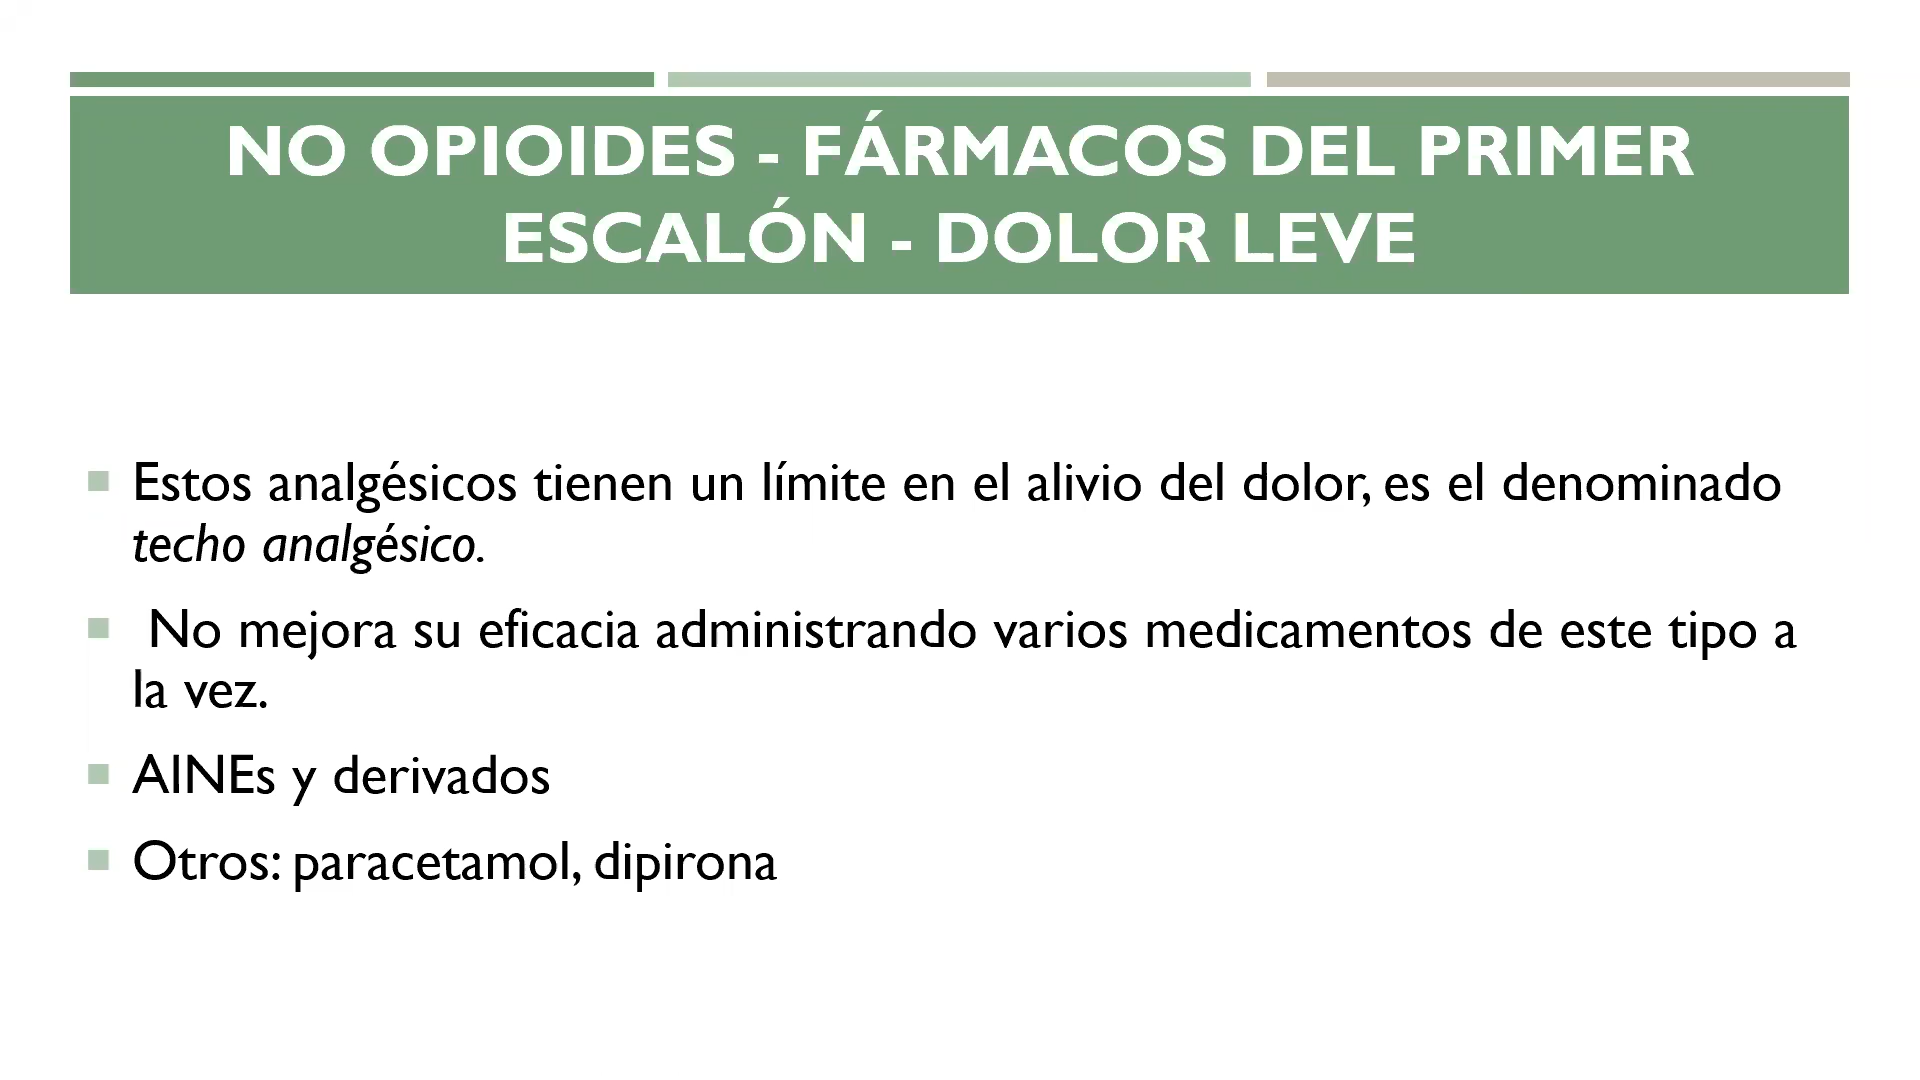 NO OPIOIDES - FÁRMACOS DEL PRIMER
ESCALÓN - DOLOR LEVE
Estos analgésicos tienen un límite en el alivio del dolor, es el denominado
techo analgésico.
No mejora su eficacia administrando varios medicamentos de este tipo a
la vez.
AINEs y derivados
Otros: paracetamol, dipirona